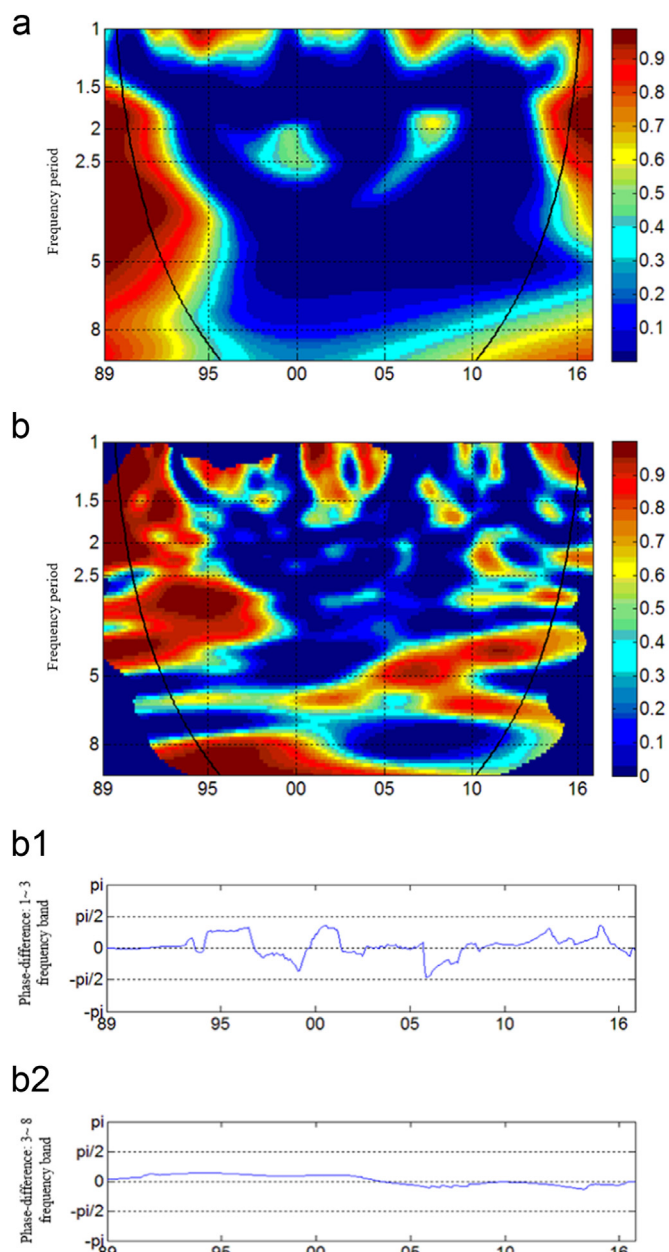 a
1
1.5
2
2.5
5
8
Frequency period
89 95 00 05 10 16
0.9
0.8
0.7
0.6
0.5
0.4
0.3
0.2
0.1
b
1
1.5
2
2.5
5
8
Frequency period
89 95 00 05 10 16
0.9
0.8
0.7
0.6
0.5
0.4
0.3
0.2
0.1
0
b1
Phase-difference: 1~ 3
frequency band
pi
pi/2
0
-pi/2
-pi
89 95 00 05 10 16
b2
Phase-difference: 3~ 8
frequency band
pi
pi/2
0
-pi/2
-pi
89 95 00 05 10 16